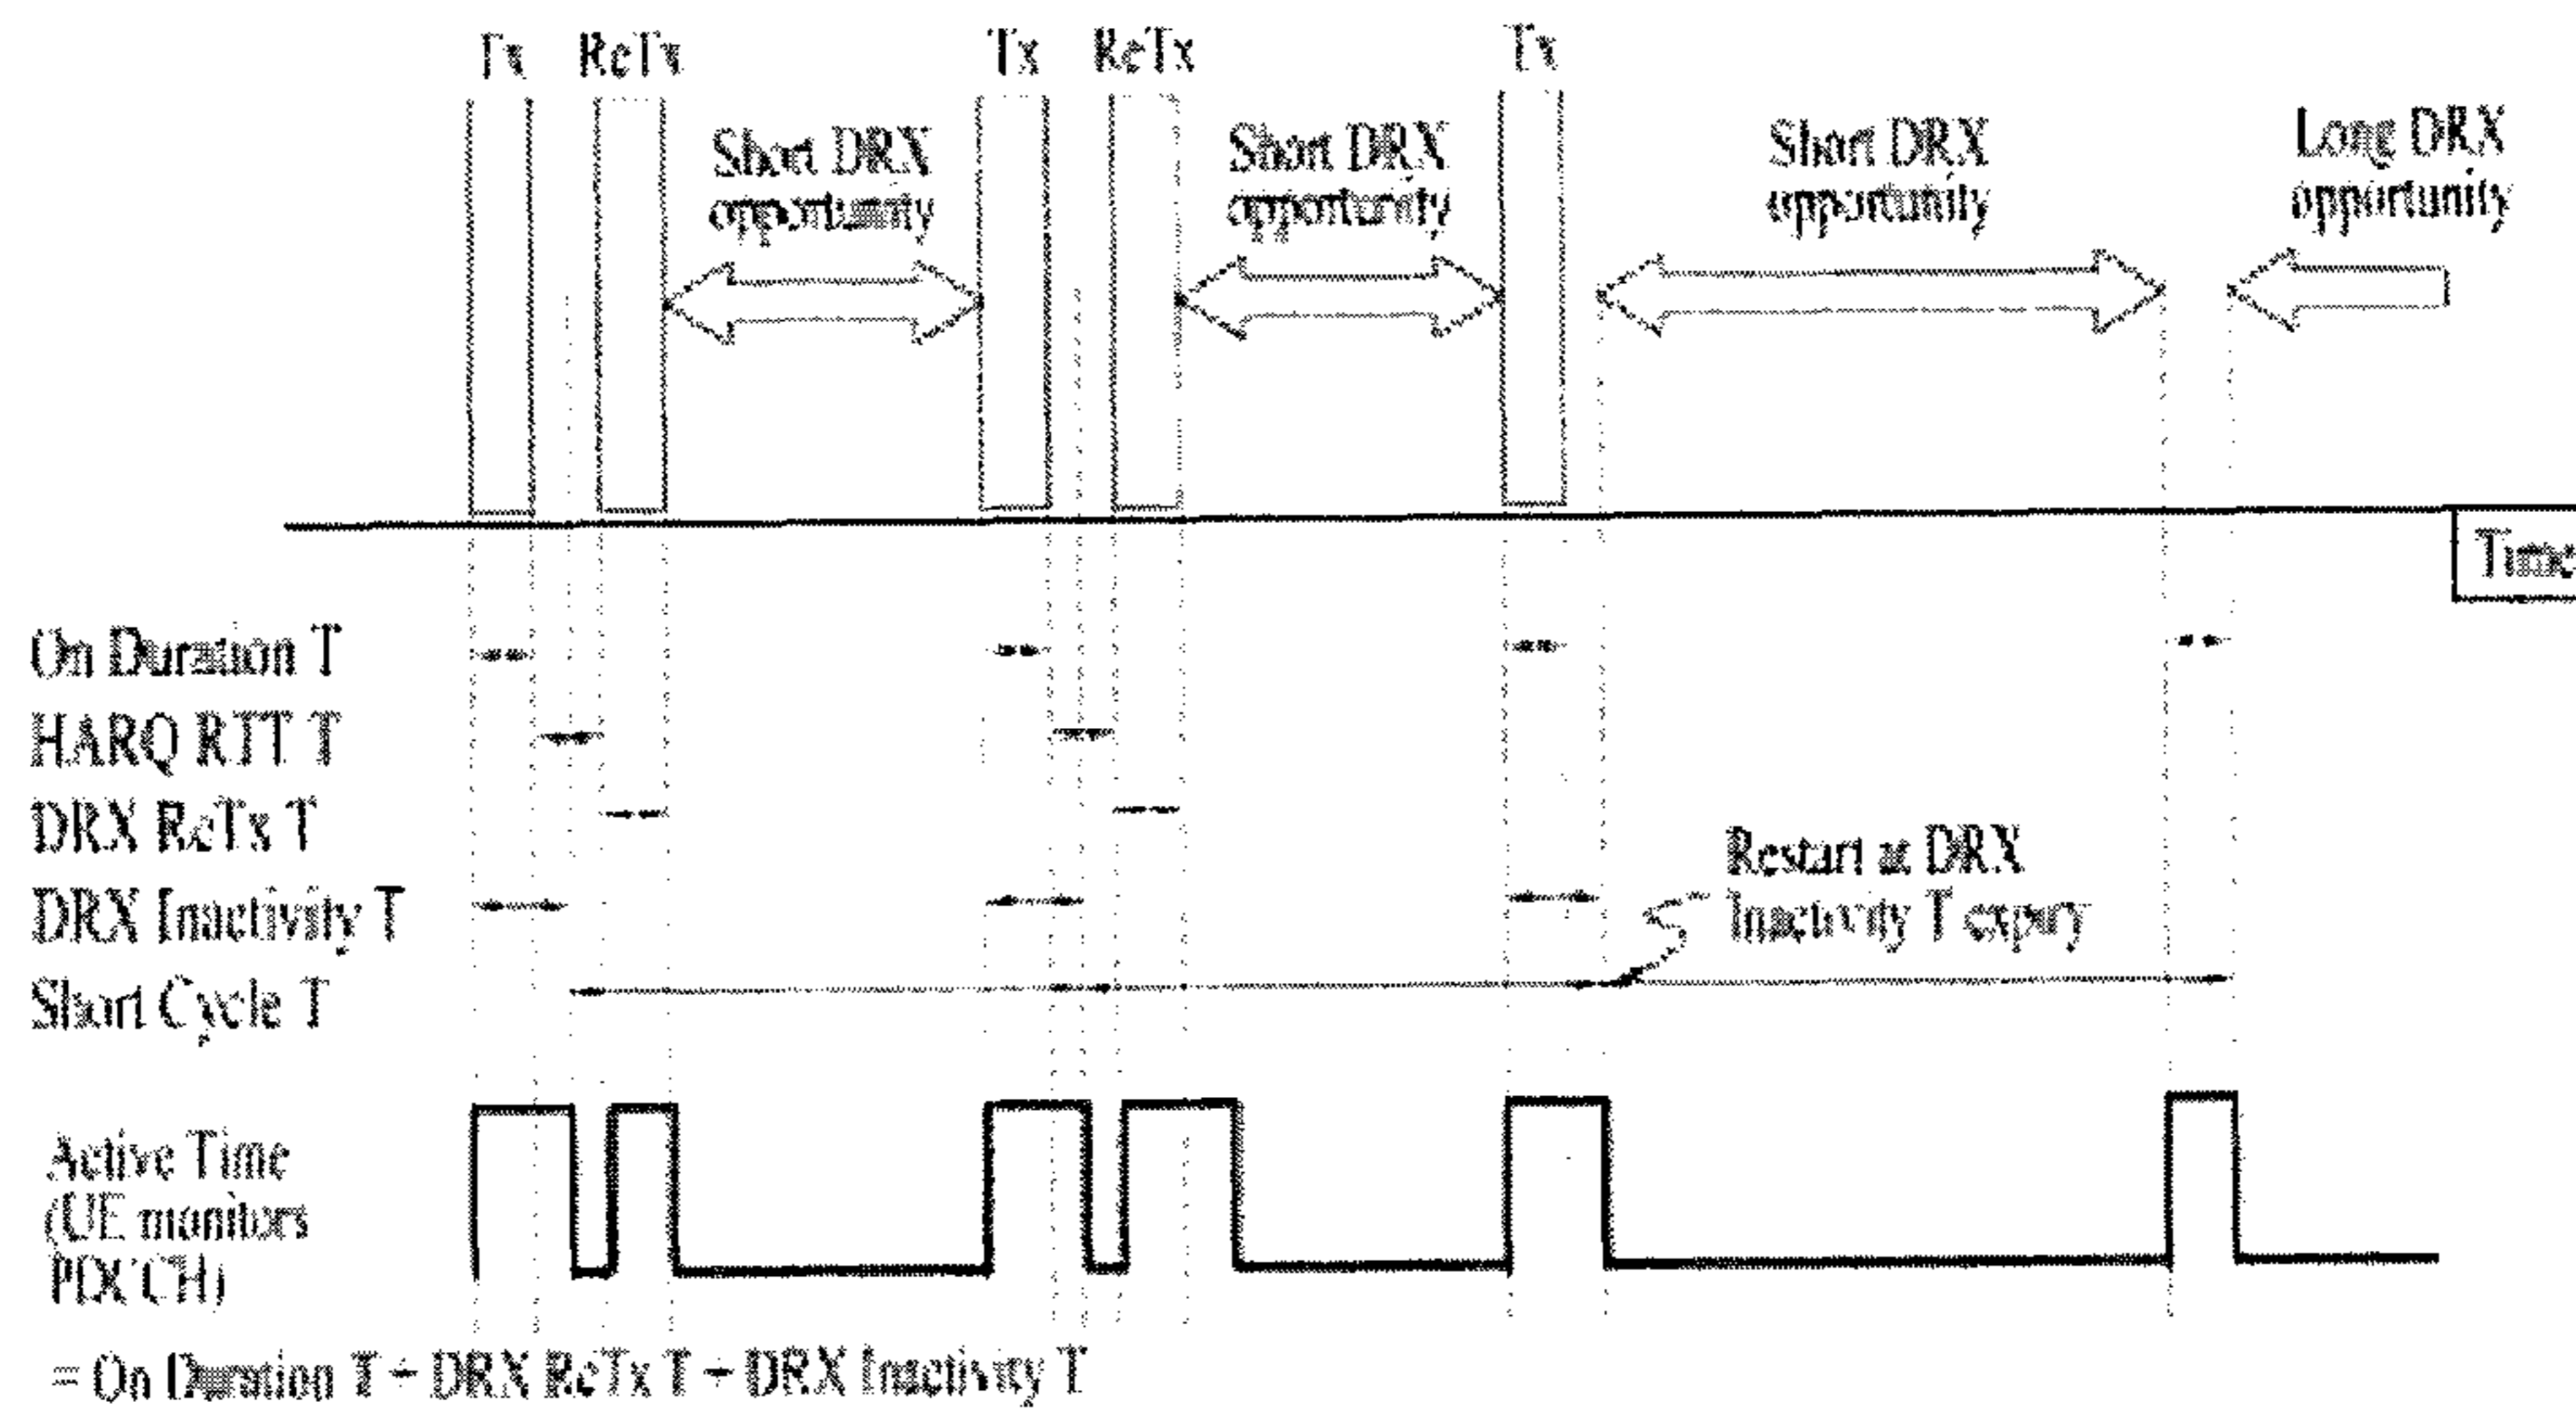 Tx ReTx Tx ReTx Tx
Short DRX
opportunity
Short DRX
opportunity
Short DRX
opportunity
Long DRX
opportunity
Time
On Duration T
HARQ RTT T
DRX ReTx T
DRX Inactivity T
Short Cycle T
Restart at DRX
Inactivity T expiry
Active Time
(UE monitors
PDCCH)
= On Duration T + DRX ReTx T + DRX Inactivity T